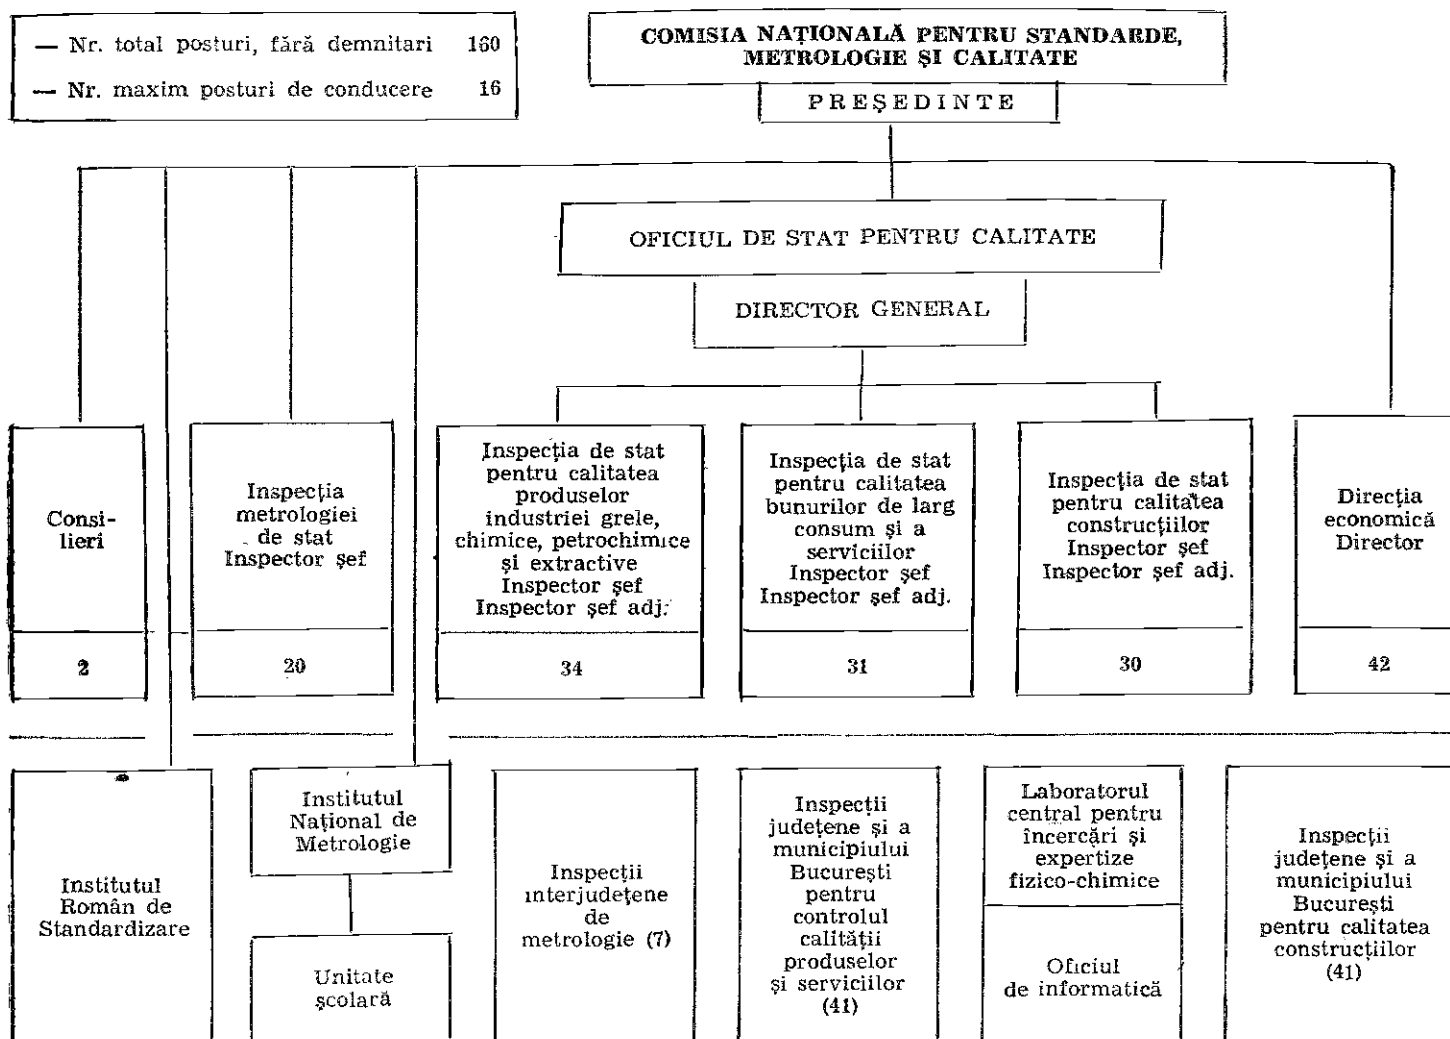 — Nr. total posturi, fără demnitari 160
— Nr. maxim posturi de conducere 16
COMISIA NAȚIONALĂ PENTRU STANDARDE,
METROLOGIE ȘI CALITATE
PREȘEDINTE
OFICIUL DE STAT PENTRU CALITATE
DIRECTOR GENERAL
Consi-
lieri
2
Inspecția
metrologiei
de stat
Inspector șef
20
Inspecția de stat
pentru calitatea
produselor
industriei grele,
chimice, petrochimice
și extractive
Inspector șef
Inspector șef adj.
34
Inspecția de stat
pentru calitatea
bunurilor de larg
consum și a
serviciilor
Inspector șef
Inspector șef adj.
31
Inspecția de stat
pentru calitatea
construcțiilor
Inspector șef
Inspector șef adj.
30
Direcția
economică
Director
42
Institutul
Român de
Standardizare
Institutul
Național de
Metrologie
Unitate
școlară
Inspecții
interjudețene
de
metrologie (7)
Inspecții
județene și a
municipiului
București
pentru
controlul
calității
produselor
și serviciilor
(41)
Laboratorul
central pentru
încercări și
expertize
fizico-chimice
Oficiul
de informatică
Inspecții
județene și a
municipiului
București
pentru calitatea
construcțiilor
(41)